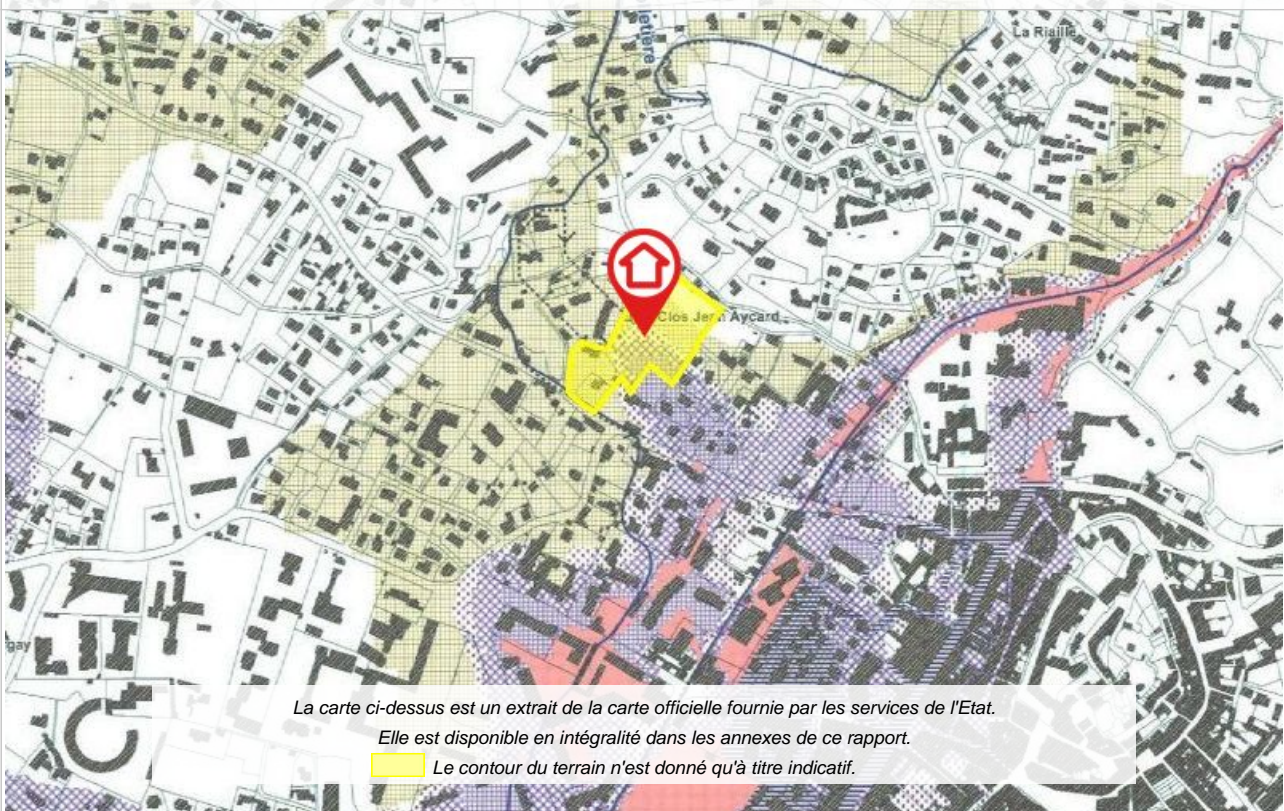 letière
La Riaille
Clos Jean Aycard
gay
La carte ci-dessus est un extrait de la carte officielle fournie par les services de l'Etat.
Elle est disponible en intégralité dans les annexes de ce rapport.
Le contour du terrain n'est donné qu'à titre indicatif.